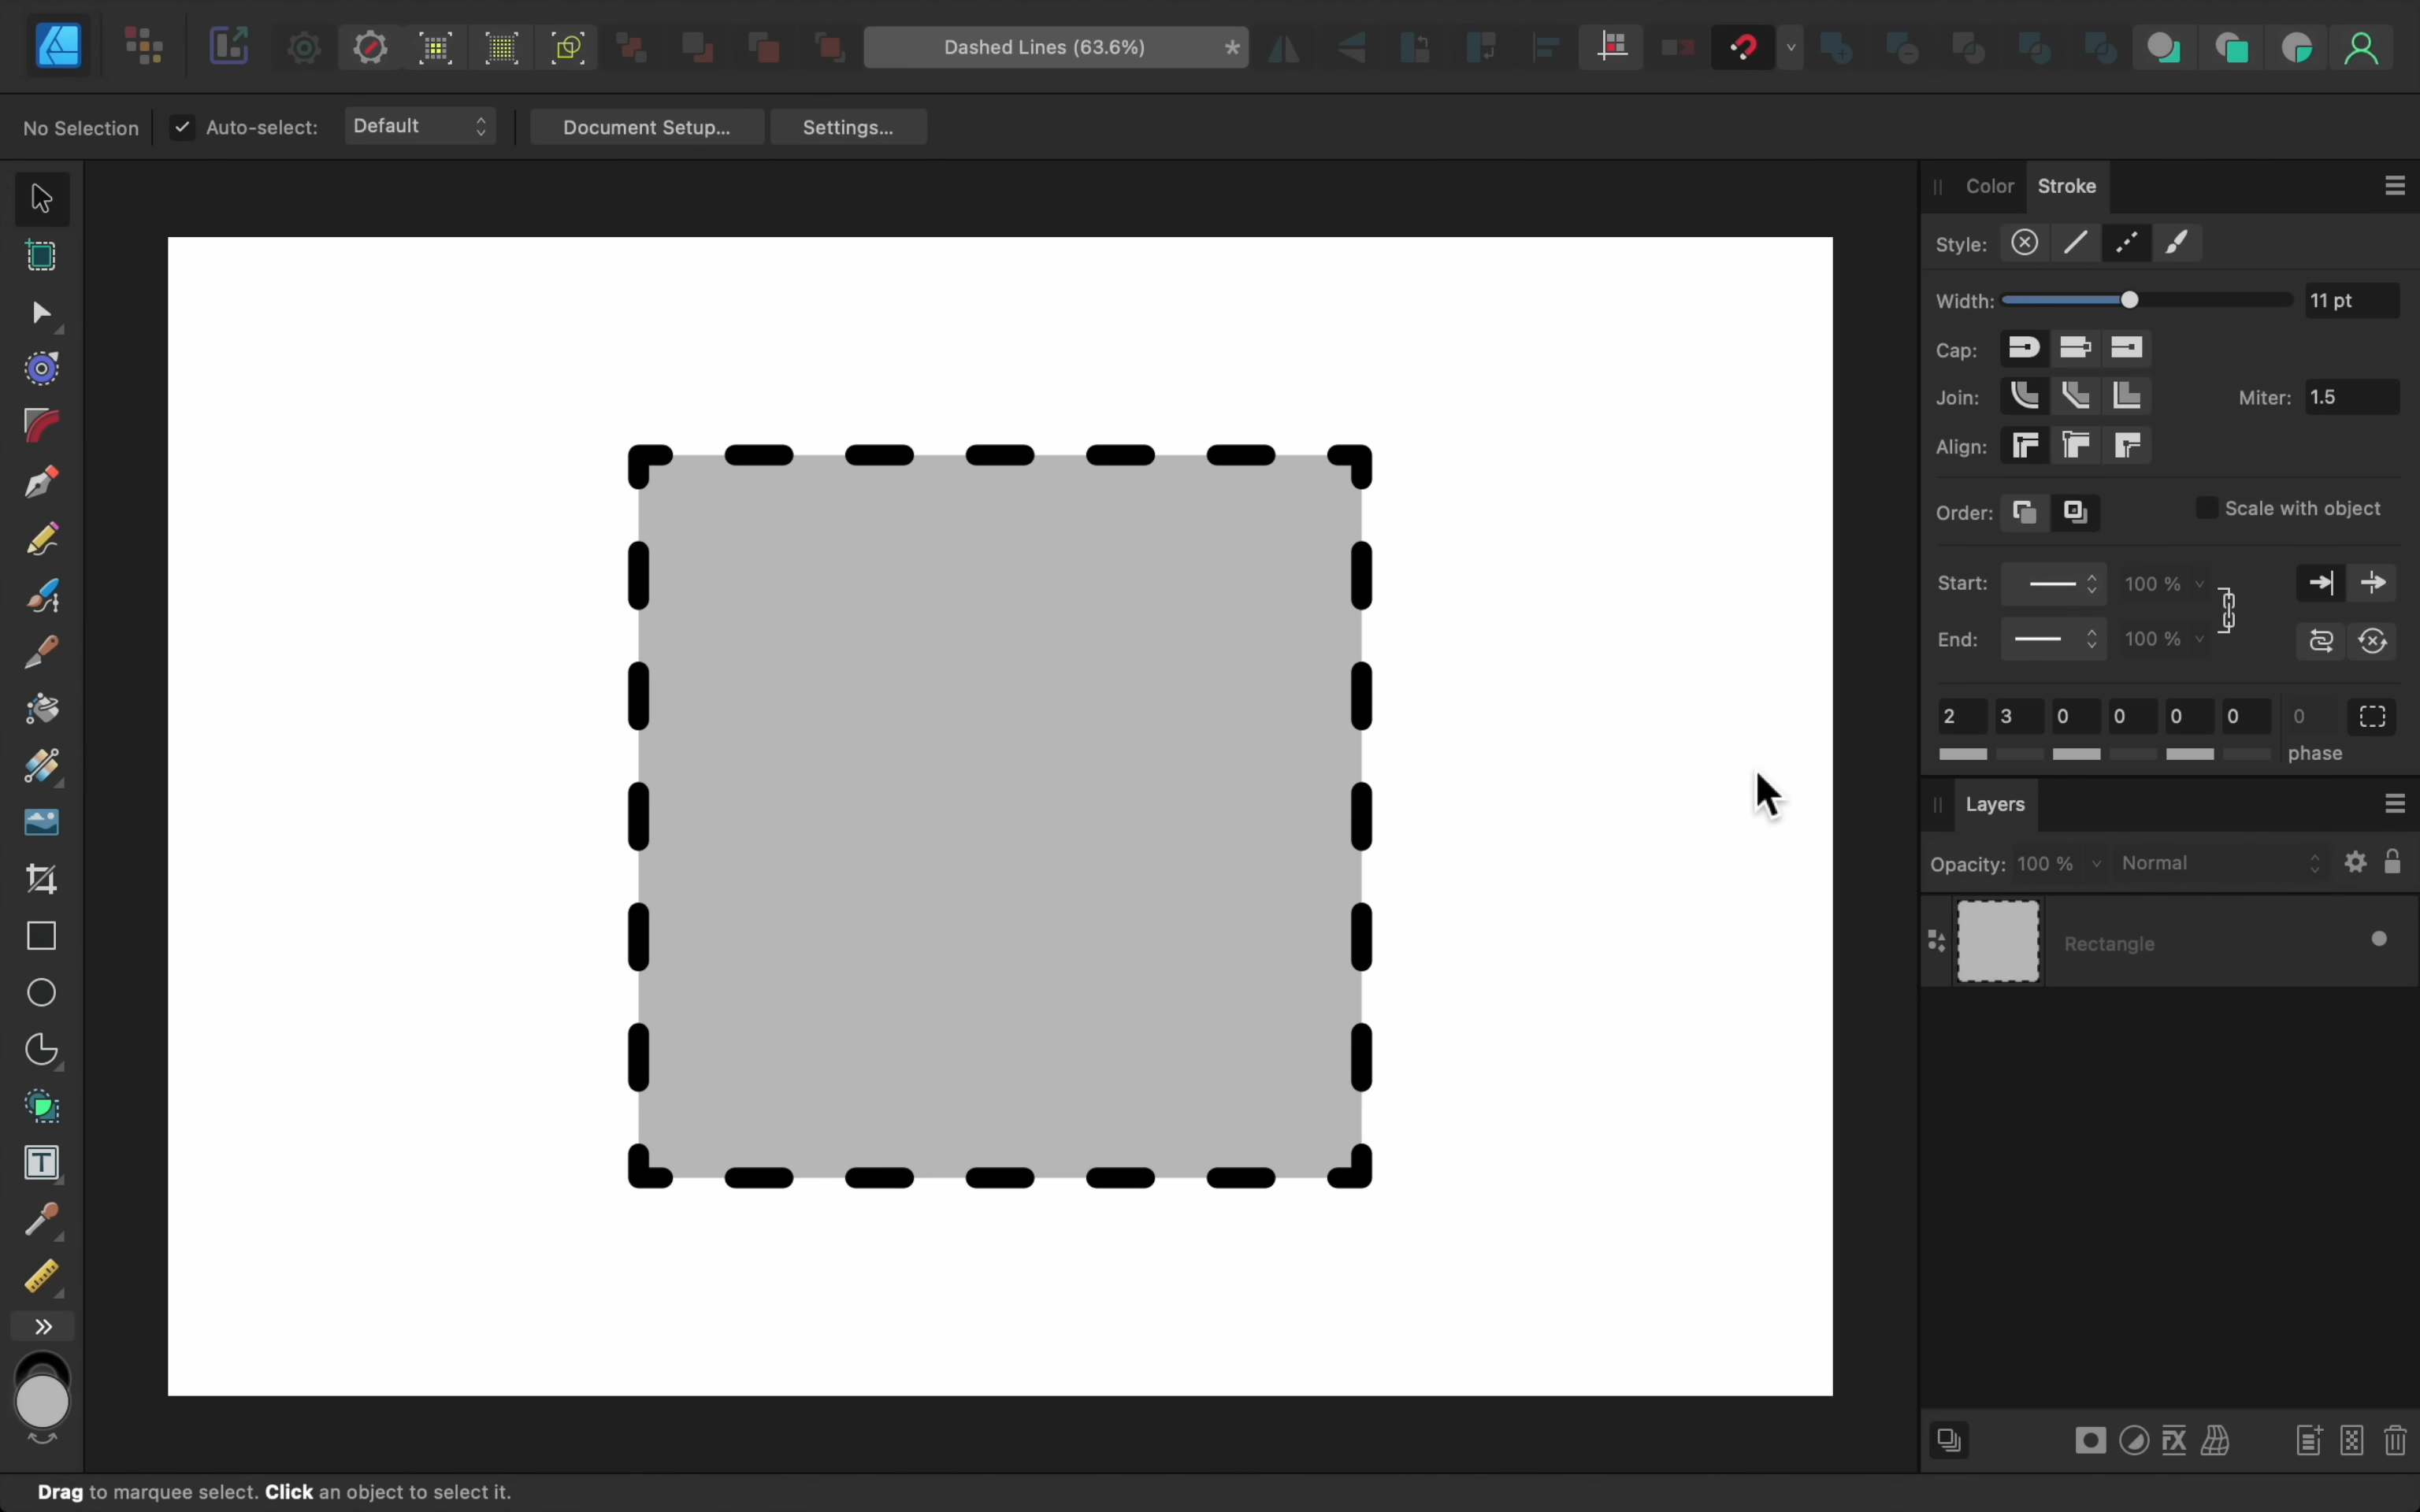 Dashed Lines (63.6%) *
No Selection Auto-select: Default Document Setup... Settings...
Color Stroke
Style:
Width: 11 pt
Cap:
Join: Miter: 1.5
Align:
Order: Scale with object
Start: 100 %
End: 100 %
2 3 0 0 0 0 0
phase
Layers
Opacity: 100 % Normal
Rectangle
Drag to marquee select. Click an object to select it.